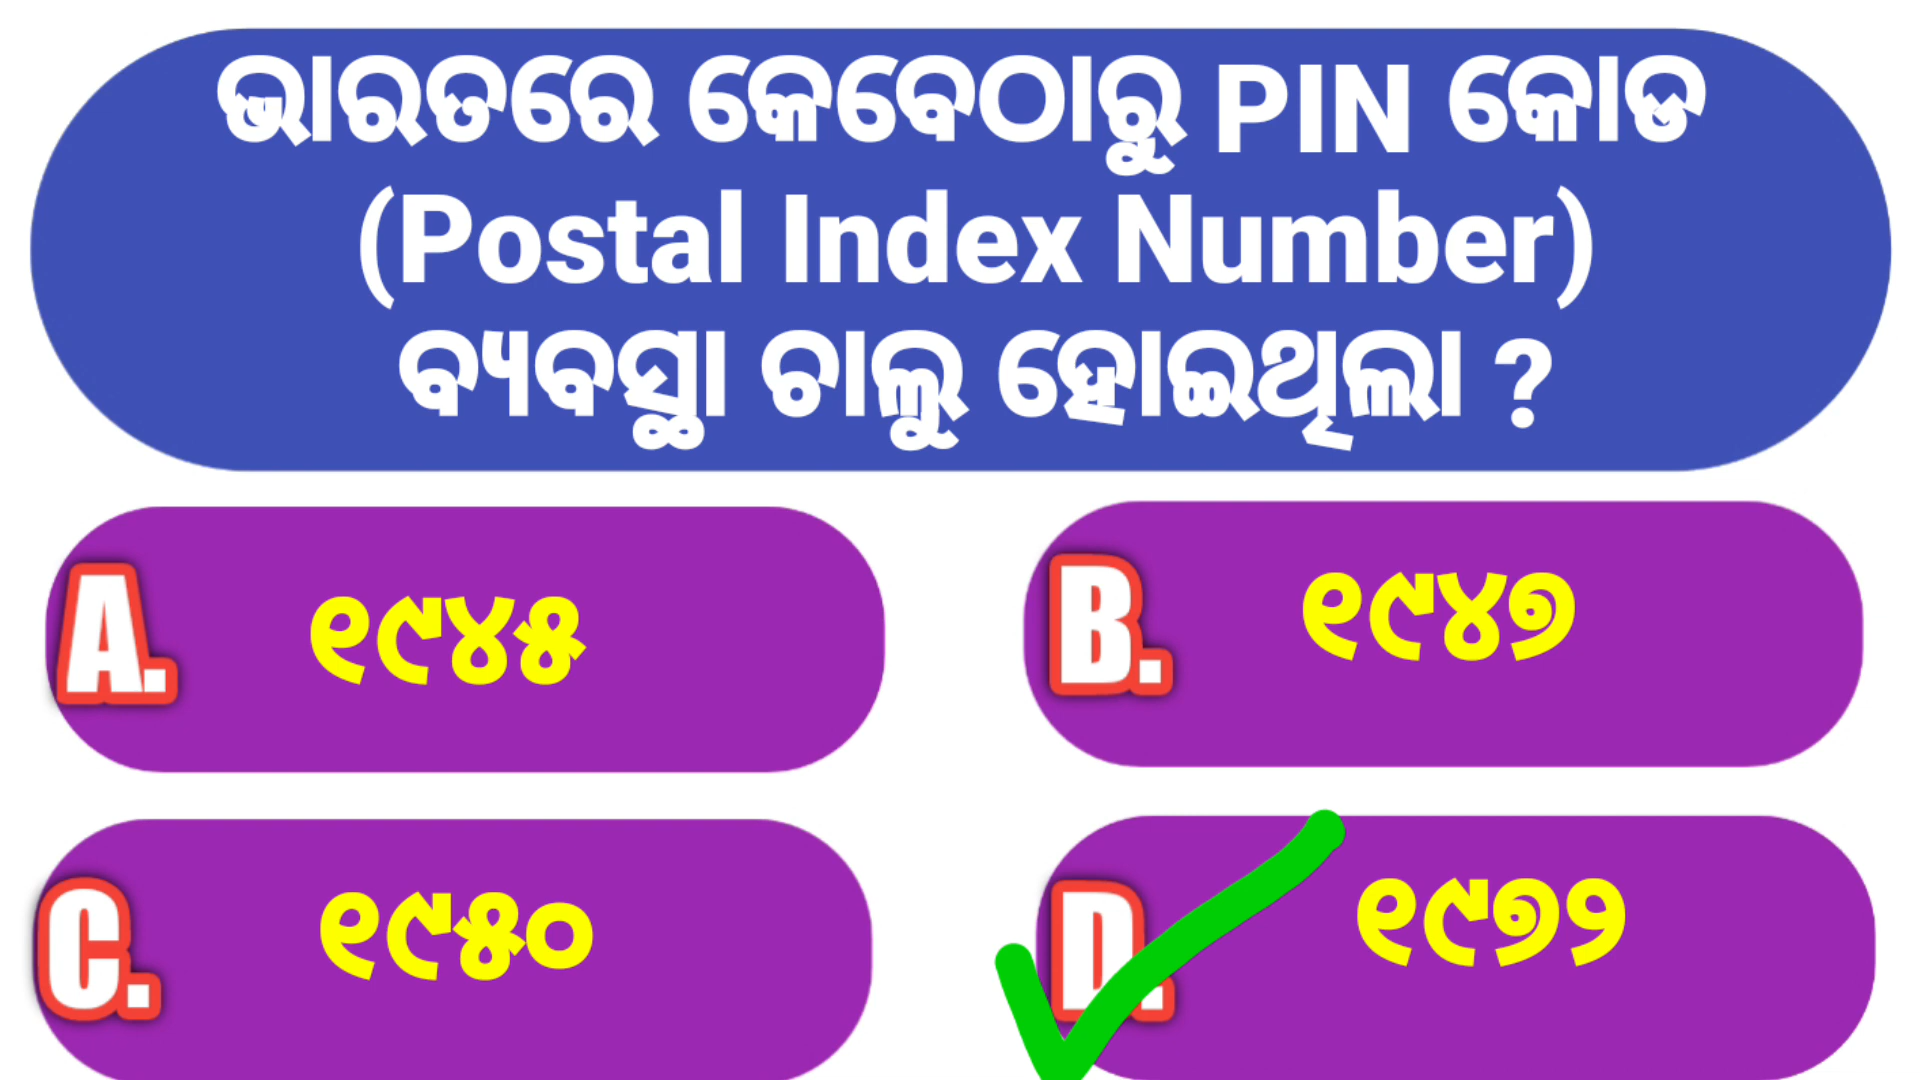 ଭାରତରେ କେବେଠାରୁ PIN କୋଡ
(Postal Index Number)
ବ୍ୟବସ୍ଥା ଚାଲୁ ହୋଇଥିଲା ?
A. ୧୯୪୫
B. ୧୯୪୭
C. ୧୯୫୦
D. ୧୯୭୨